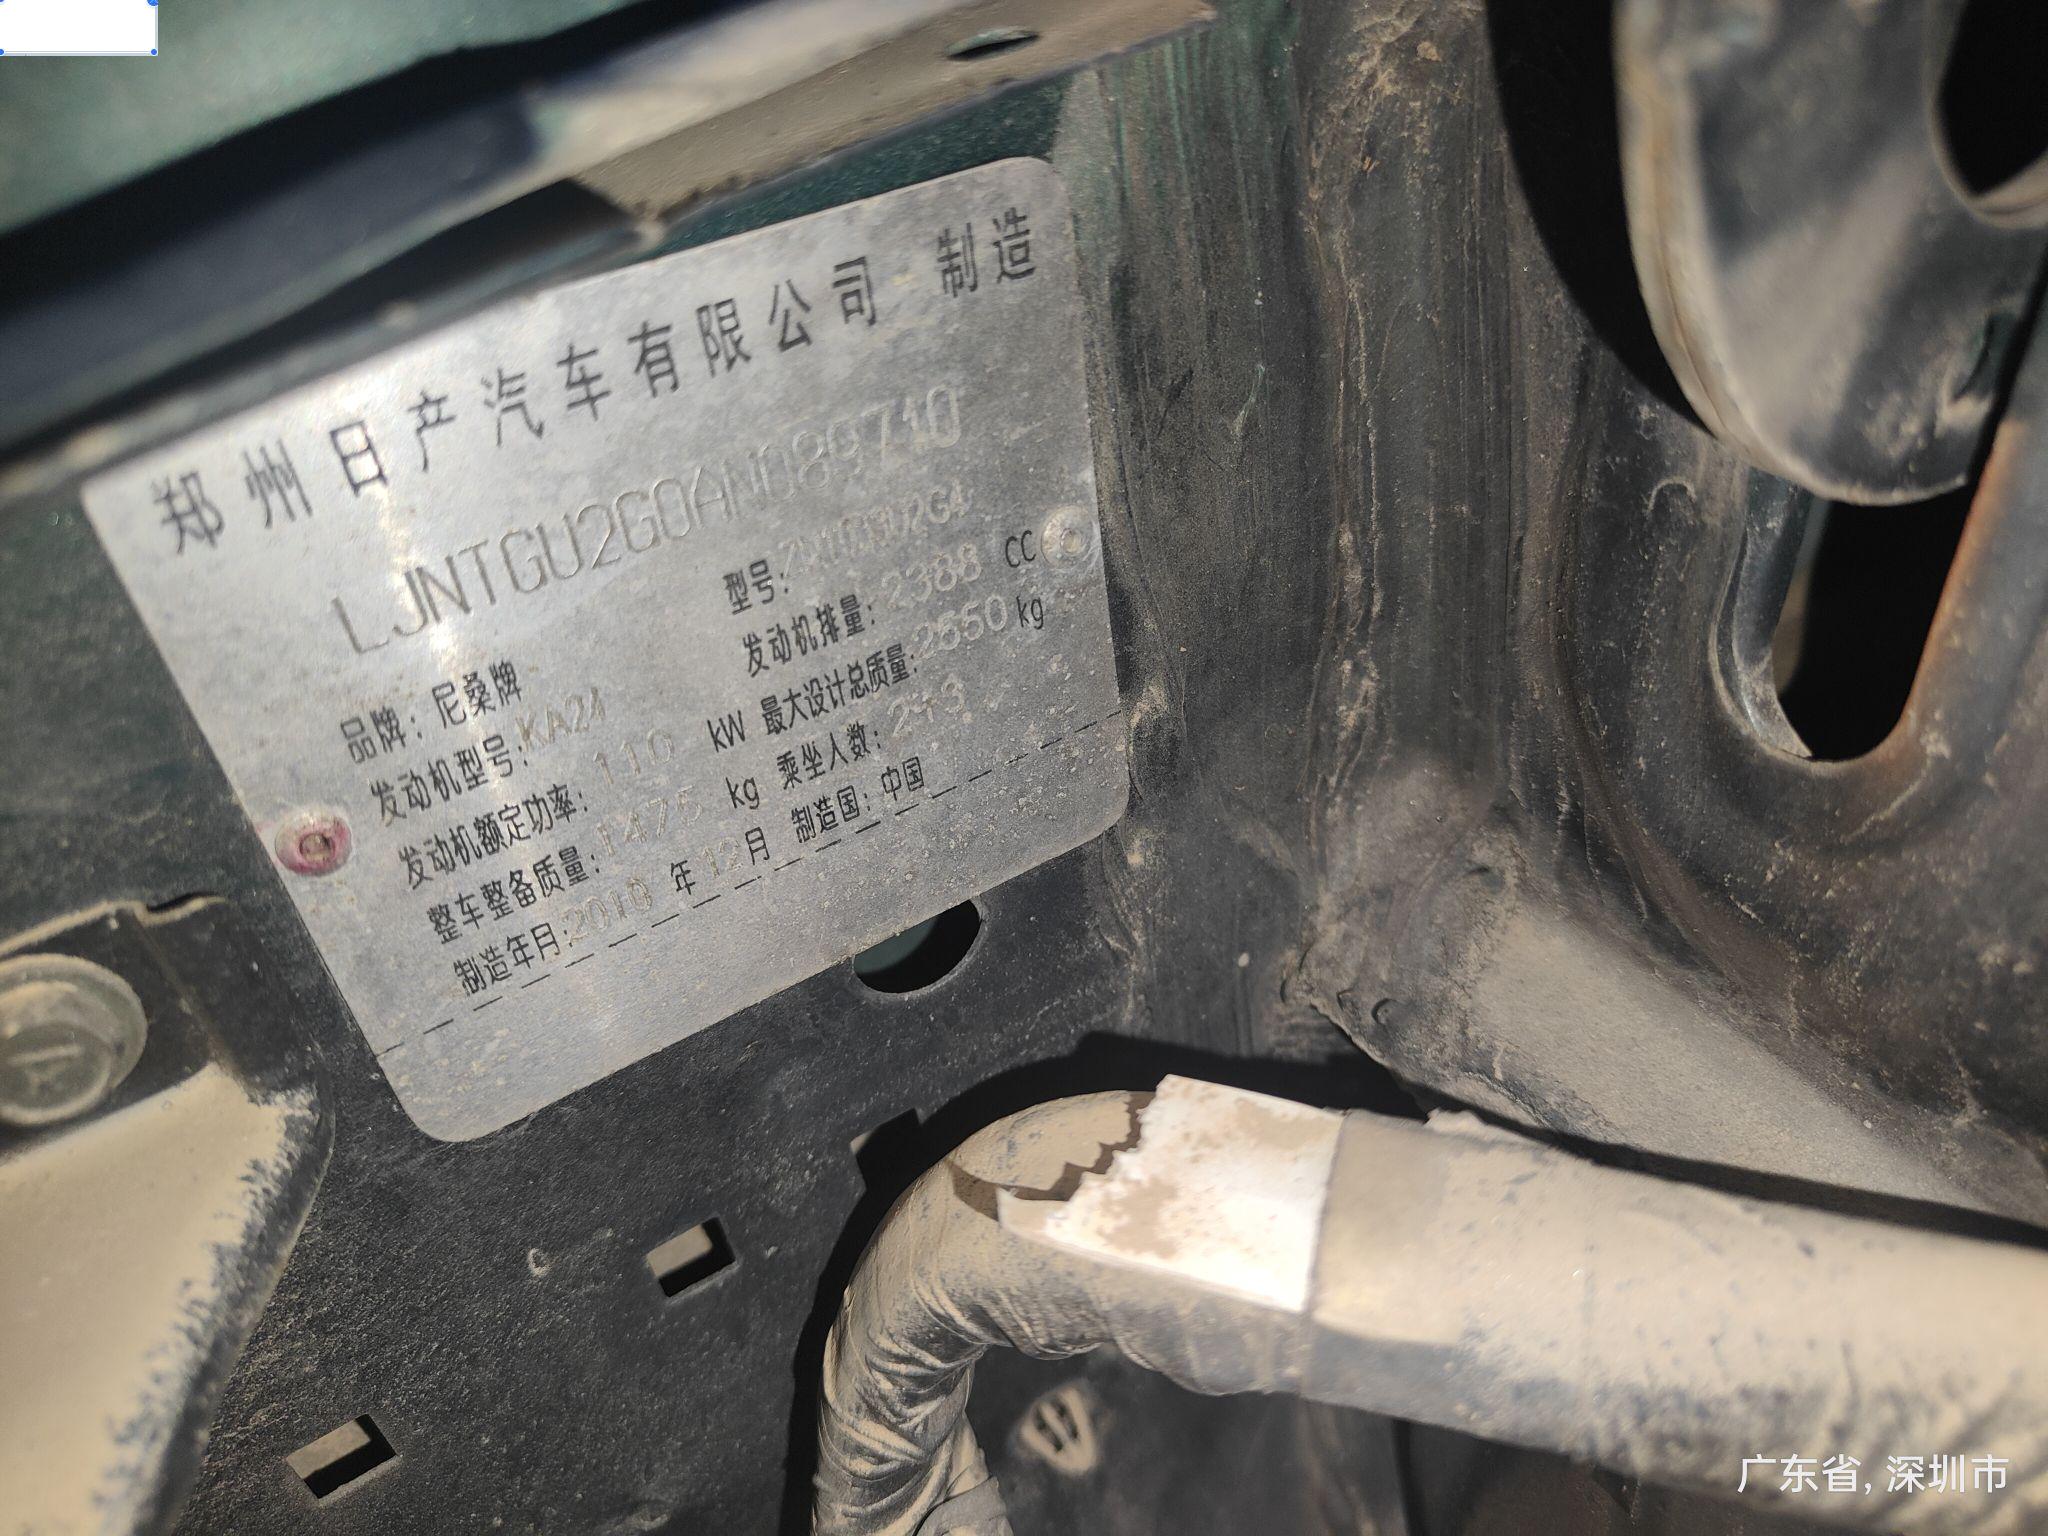 郑州日产汽车有限公司 制造
LJNTGU2G0AN089710
品牌：尼桑牌 型号：ZN1033U2G4
发动机型号：KA24 发动机排量：2388 CC
发动机额定功率：110 kW 最大设计总质量：2650 kg
整车整备质量：1475 kg 乘坐人数：2+3
制造年月：2010 年 12 月 制造国：中国
广东省, 深圳市